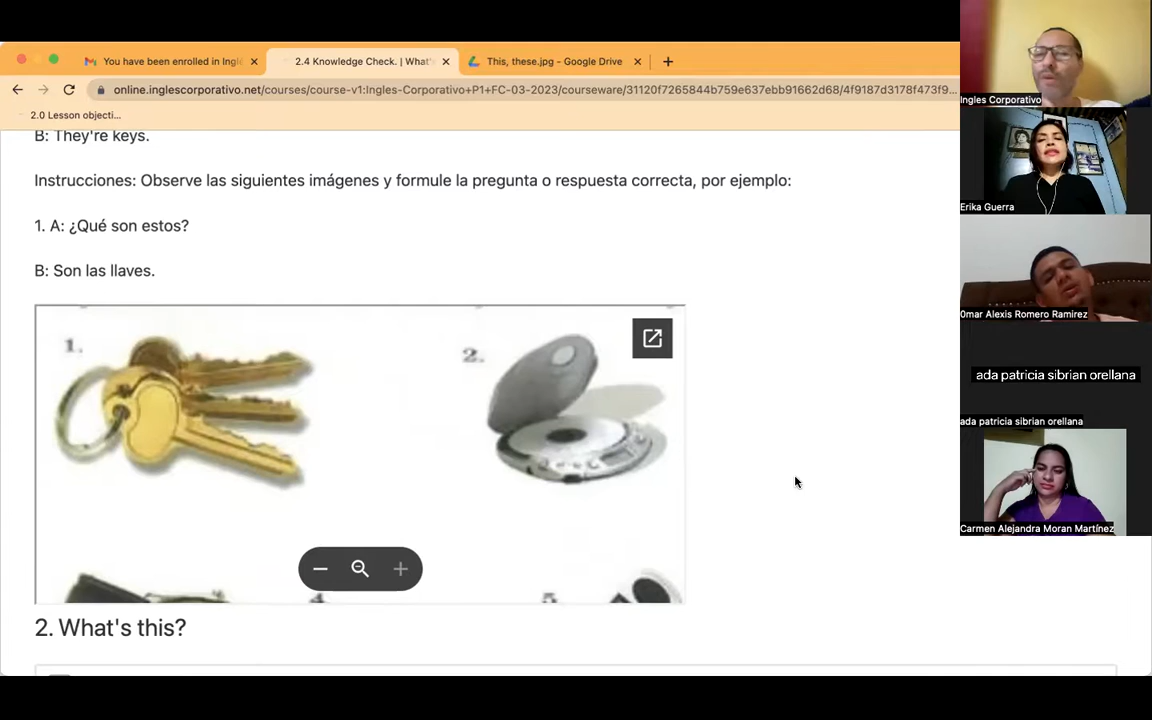 You have been enrolled in Ingl
2.4 Knowledge Check. | What'
This, these.jpg - Google Drive
online.inglescorporativo.net/courses/course-v1:Ingles-Corporativo+P1+FC-03-2023/courseware/31120f7265844b759e637ebb91662d68/4f9187d3178f473f9...
2.0 Lesson objecti...
B: They're keys.
Instrucciones: Observe las siguientes imágenes y formule la pregunta o respuesta correcta, por ejemplo:
1. A: ¿Qué son estos?
B: Son las llaves.
1.
2.
4.
5.
2. What's this?
Ingles Corporativo
Erika Guerra
0mar Alexis Romero Ramirez
ada patricia sibrian orellana
ada patricia sibrian orellana
Carmen Alejandra Moran Martínez